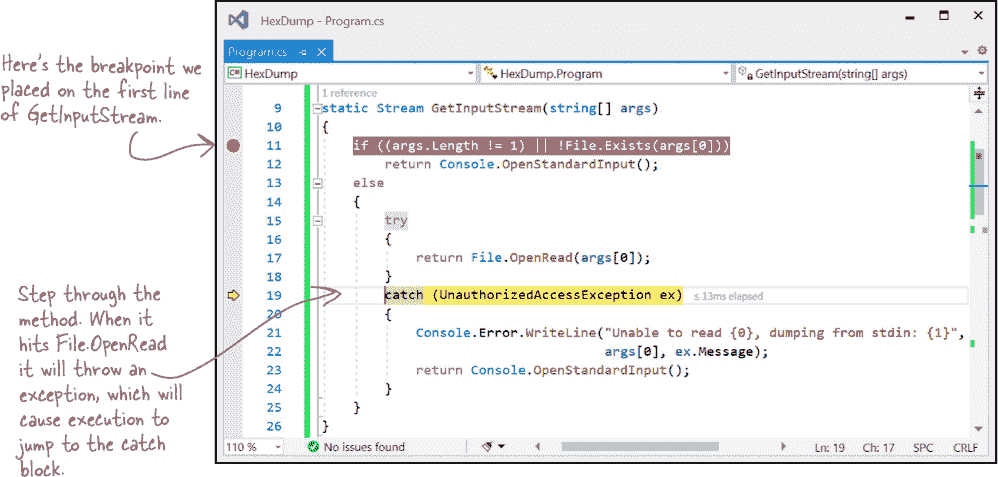 HexDump - Program.cs
Program.cs
HexDump
HexDump.Program
GetInputStream(string[] args)
Here's the breakpoint we
placed on the first line
of GetInputStream.
1 reference
9 static Stream GetInputStream(string[] args)
10 {
11 if ((args.Length != 1) || !File.Exists(args[0]))
12 return Console.OpenStandardInput();
13 else
14 {
15 try
16 {
17 return File.OpenRead(args[0]);
18 }
19 catch (UnauthorizedAccessException ex) ≤ 13ms elapsed
20 {
21 Console.Error.WriteLine("Unable to read {0}, dumping from stdin: {1}",
22 args[0], ex.Message);
23 return Console.OpenStandardInput();
24 }
25 }
26 }
Step through the
method. When it
hits File.OpenRead
it will throw an
exception, which will
cause execution to
jump to the catch
block.
110 %
No issues found
Ln: 19 Ch: 17 SPC CRLF